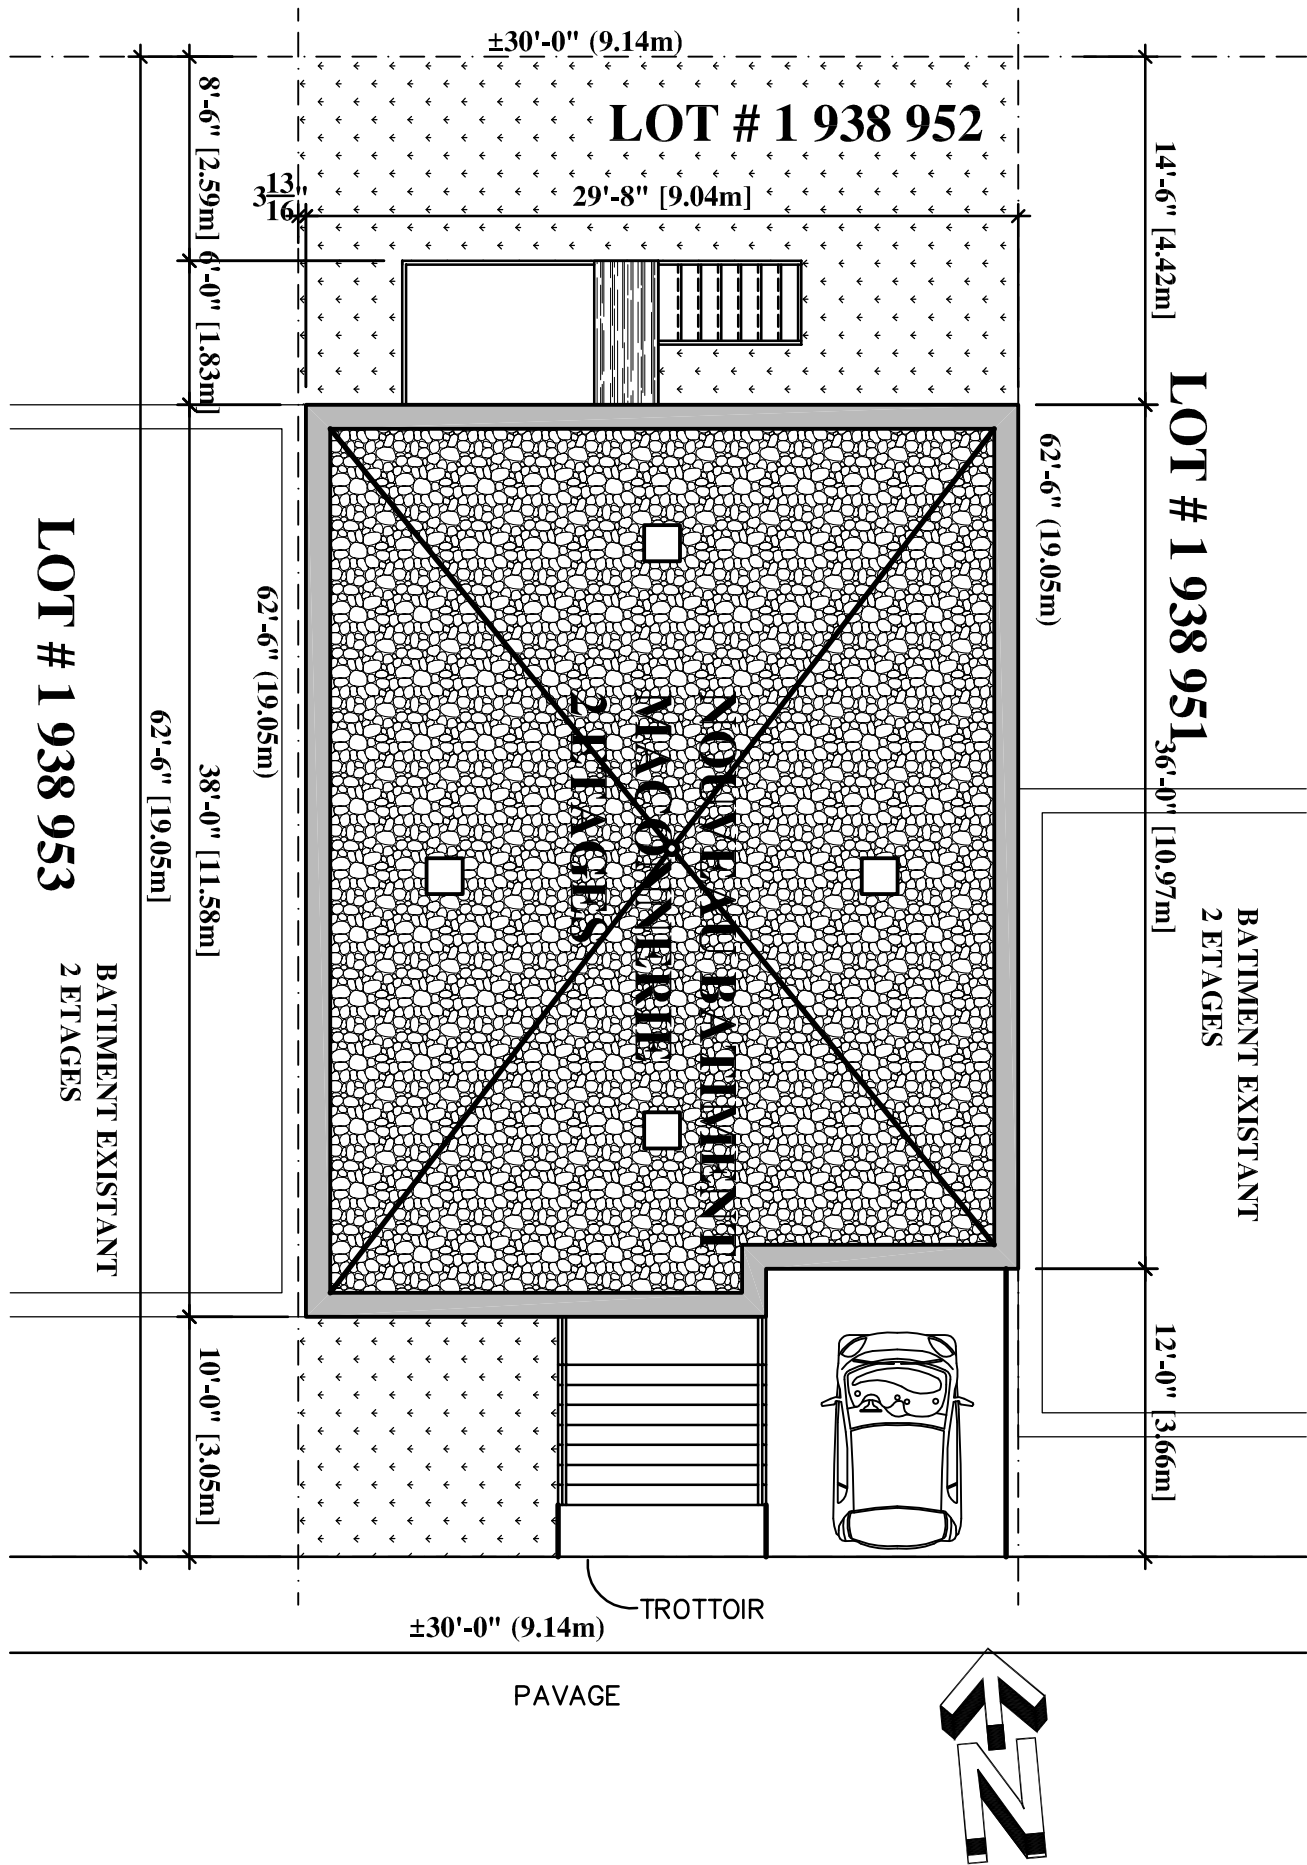 ±30'-0" (9.14m)
LOT # 1 938 952
8'-6" [2.59m]
6'-0" [1.83m]
3 13/16"
29'-8" [9.04m]
14'-6" [4.42m]
LOT # 1 938 951
62'-6" (19.05m)
36'-0" [10.97m]
BATIMENT EXISTANT
2 ETAGES
12'-0" [3.66m]
NOUVEAU BATIMENT
MACONNERIE
2 ETAGES
62'-6" (19.05m)
38'-0" [11.58m]
62'-6" [19.05m]
LOT # 1 938 953
BATIMENT EXISTANT
2 ETAGES
10'-0" [3.05m]
TROTTOIR
±30'-0" (9.14m)
PAVAGE
N